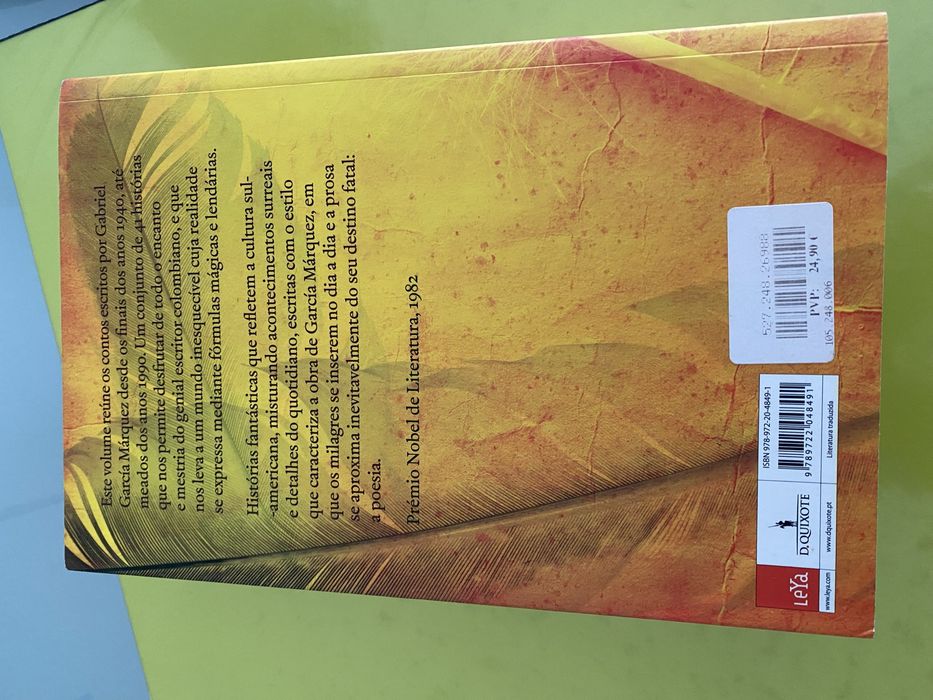 Este volume reúne os contos escritos por Gabriel
García Márquez desde os finais dos anos 1940, até
meados dos anos 1990. Um conjunto de 41 histórias
que nos permite desfrutar de todo o encanto
e mestria do genial escritor colombiano, e que
nos leva a um mundo inesquecível cuja realidade
se expressa mediante fórmulas mágicas e lendárias.
Histórias fantásticas que refletem a cultura sul-
-americana, misturando acontecimentos surreais
e detalhes do quotidiano, escritas com o estilo
que caracteriza a obra de García Márquez, em
que os milagres se inserem no dia a dia e a prosa
se aproxima inevitavelmente do seu destino fatal:
a poesia.
Prémio Nobel de Literatura, 1982
LeYa
www.leya.com
D. QUIXOTE
www.dquixote.pt
ISBN 978-972-20-4849-1
9 789722 048491
Literatura traduzida
527.248.26988
PVP: 24,90 €
105.248.006